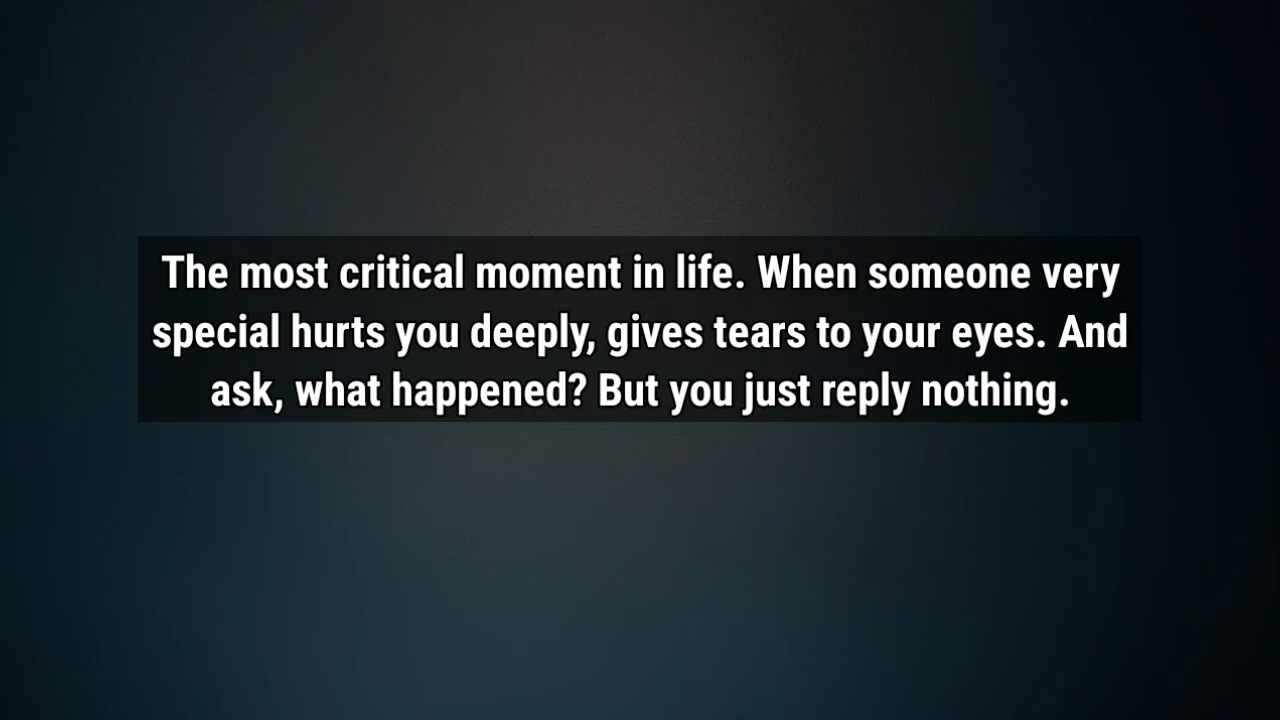 The most critical moment in life. When someone very
special hurts you deeply, gives tears to your eyes. And
ask, what happened? But you just reply nothing.